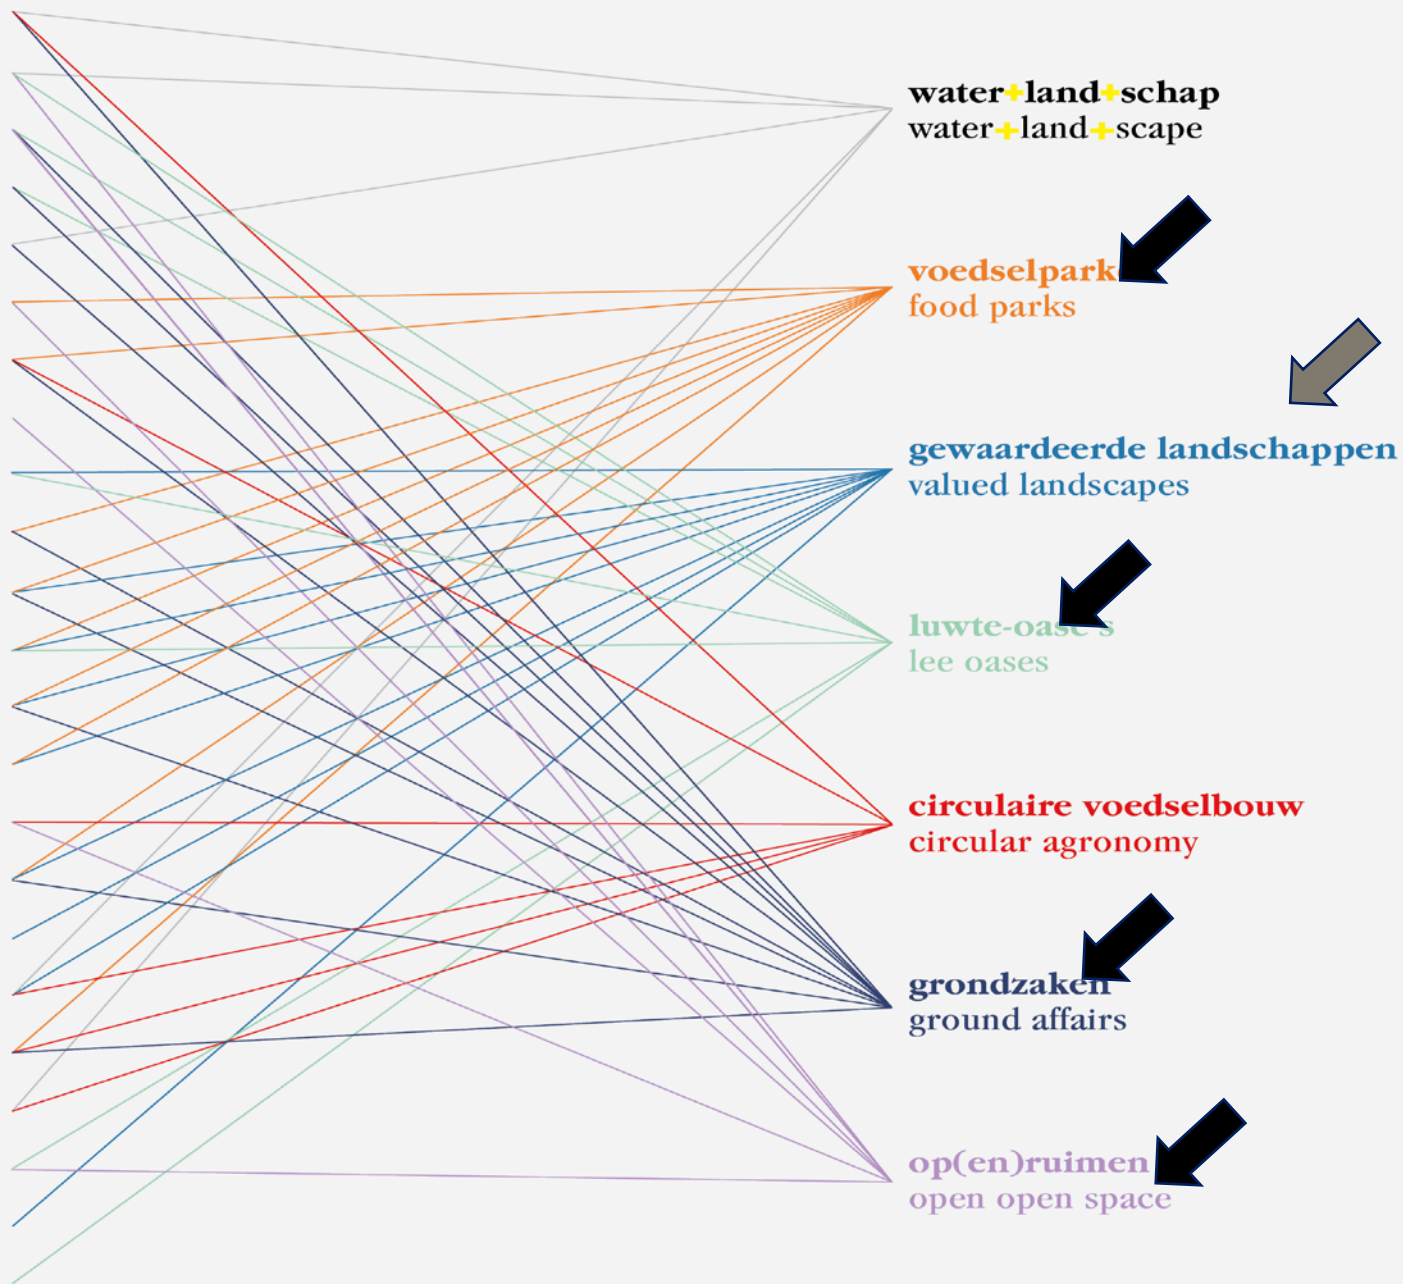 water+land+schap
water+land+scape
voedselpark
food parks
gewaardeerde landschappen
valued landscapes
luwte-oase's
lee oases
circulaire voedselbouw
circular agronomy
grondzaken
ground affairs
op(en)ruimen
open open space